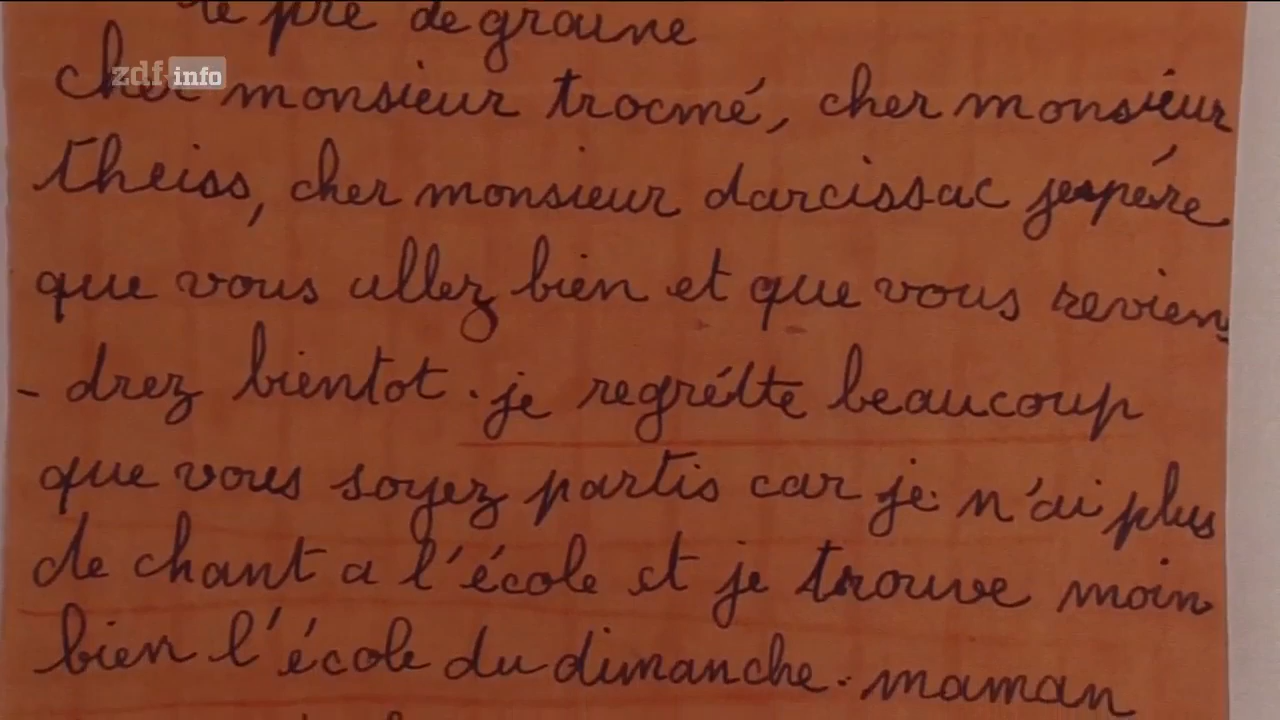 le pré de graine
zdf info
cher monsieur trocmé, cher monsieur
theiss, cher monsieur darcissac jespére
que vous allez bien et que vous revien
- drez bientot. je regrétte beaucoup
que vous soyez partis car je n'ai plus
de chant a l'école et je trouve moin
bien l'école du dimanche. maman